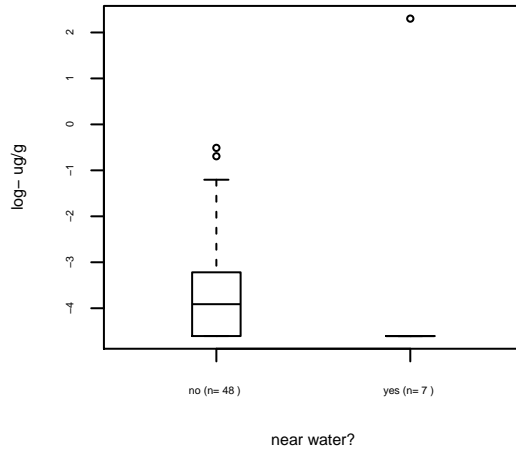 2
1
0
−1
−2
−3
−4
log− ug/g
no (n= 48 )
yes (n= 7 )
near water?